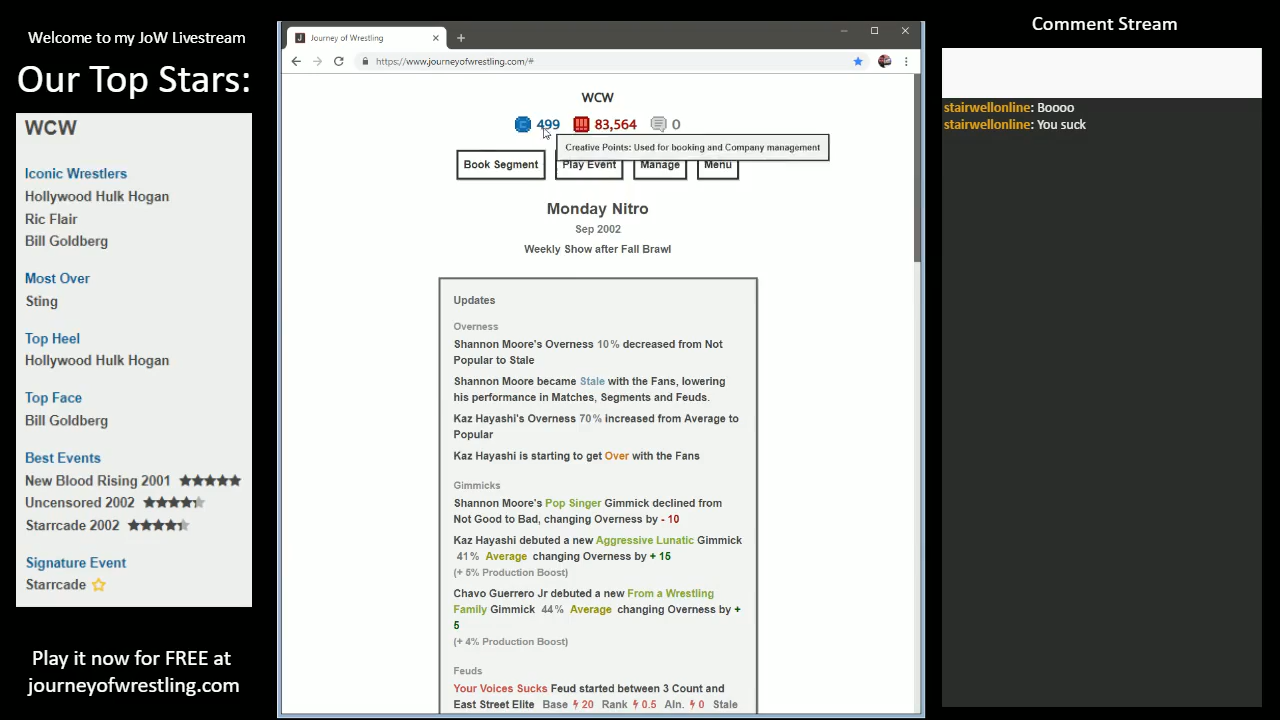 Welcome to my JoW Livestream
Our Top Stars:
WCW
Iconic Wrestlers
Hollywood Hulk Hogan
Ric Flair
Bill Goldberg
Most Over
Sting
Top Heel
Hollywood Hulk Hogan
Top Face
Bill Goldberg
Best Events
New Blood Rising 2001
Uncensored 2002
Starrcade 2002
Signature Event
Starrcade
Play it now for FREE at
journeyofwrestling.com
J Journey of Wrestling
https://www.journeyofwrestling.com/#
WCW
499 83,564 0
Creative Points: Used for booking and Company management
Book Segment Play Event Manage Menu
Monday Nitro
Sep 2002
Weekly Show after Fall Brawl
Updates
Overness
Shannon Moore's Overness 10% decreased from Not
Popular to Stale
Shannon Moore became Stale with the Fans, lowering
his performance in Matches, Segments and Feuds.
Kaz Hayashi's Overness 70% increased from Average to
Popular
Kaz Hayashi is starting to get Over with the Fans
Gimmicks
Shannon Moore's Pop Singer Gimmick declined from
Not Good to Bad, changing Overness by - 10
Kaz Hayashi debuted a new Aggressive Lunatic Gimmick
41% Average changing Overness by + 15
(+ 5% Production Boost)
Chavo Guerrero Jr debuted a new From a Wrestling
Family Gimmick 44% Average changing Overness by +
5
(+ 4% Production Boost)
Feuds
Your Voices Sucks Feud started between 3 Count and
East Street Elite Base 20 Rank 0.5 Aln. 0 Stale
Comment Stream
stairwellonline: Boooo
stairwellonline: You suck